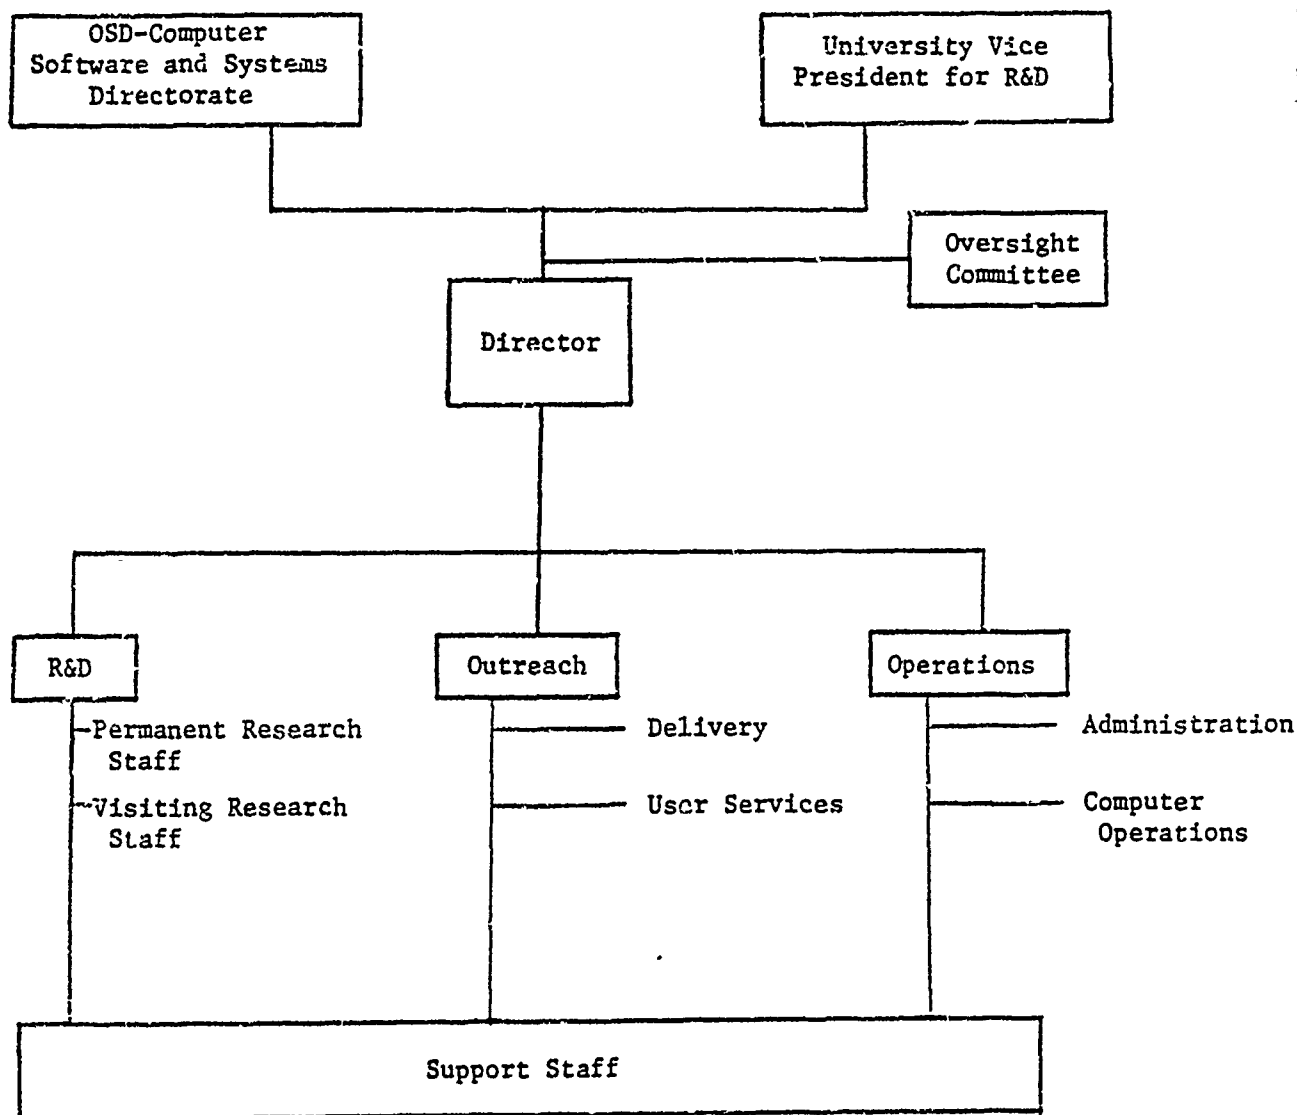 OSD-Computer
Software and Systems
Directorate
University Vice
President for R&D
Oversight
Committee
Director
R&D
Outreach
Operations
Permanent Research
Staff
Visiting Research
Staff
Delivery
User Services
Administration
Computer
Operations
Support Staff